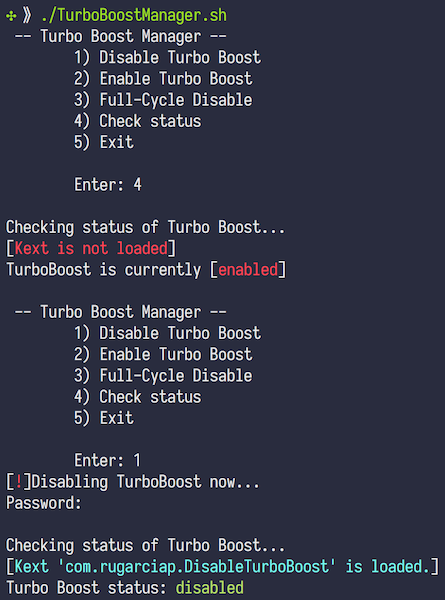 ✣ ⟫ ./TurboBoostManager.sh
-- Turbo Boost Manager --
1) Disable Turbo Boost
2) Enable Turbo Boost
3) Full-Cycle Disable
4) Check status
5) Exit
Enter: 4
Checking status of Turbo Boost...
[Kext is not loaded]
TurboBoost is currently [enabled]
-- Turbo Boost Manager --
1) Disable Turbo Boost
2) Enable Turbo Boost
3) Full-Cycle Disable
4) Check status
5) Exit
Enter: 1
[!]Disabling TurboBoost now...
Password:
Checking status of Turbo Boost...
[Kext 'com.rugarciap.DisableTurboBoost' is loaded.]
Turbo Boost status: disabled